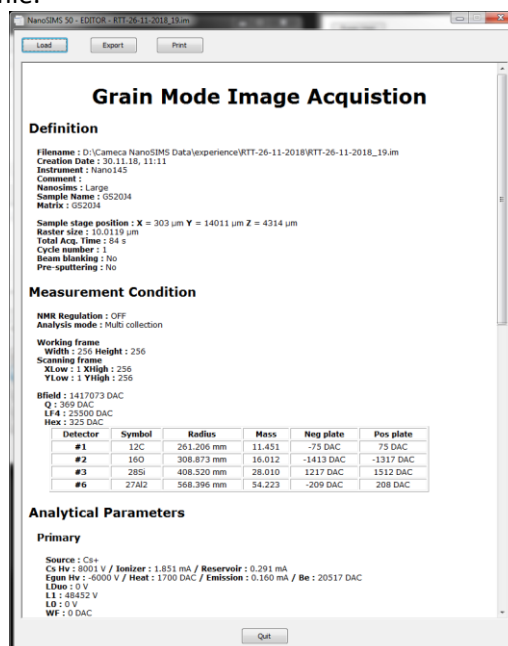 NanoSIMS 50 - EDITOR - RTT-26-11-2018_19.im
Load Export Print
Grain Mode Image Acquistion
Definition
Filename : D:\Cameca NanoSIMS Data\experience\RTT-26-11-2018\RTT-26-11-2018_19.im
Creation Date : 30.11.18, 11:11
Instrument : Nano145
Comment :
Nanosims : Large
Sample Name : GS20J4
Matrix : GS20J4
Sample stage position : X = 303 µm Y = 14011 µm Z = 4314 µm
Raster size : 10.0119 µm
Total Acq. Time : 84 s
Cycle number : 1
Beam blanking : No
Pre-sputtering : No
Measurement Condition
NMR Regulation : OFF
Analysis mode : Multi collection
Working frame
Width : 256 Height : 256
Scanning frame
XLow : 1 XHigh : 256
YLow : 1 YHigh : 256
Bfield : 1417073 DAC
Q : 369 DAC
LF4 : 25500 DAC
Hex : 325 DAC
Detector Symbol Radius Mass Neg plate Pos plate
#1 12C 261.206 mm 11.451 -75 DAC 75 DAC
#2 16O 308.873 mm 16.012 -1413 DAC -1317 DAC
#3 28Si 408.520 mm 28.010 1217 DAC 1512 DAC
#6 27Al2 568.396 mm 54.223 -209 DAC 208 DAC
Analytical Parameters
Primary
Source : Cs+
Cs Hv : 8001 V / Ionizer : 1.851 mA / Reservoir : 0.291 mA
Egun Hv : -6000 V / Heat : 1700 DAC / Emission : 0.160 mA / Be : 20517 DAC
LDuo : 0 V
L1 : 48452 V
L0 : 0 V
WF : 0 DAC
Quit